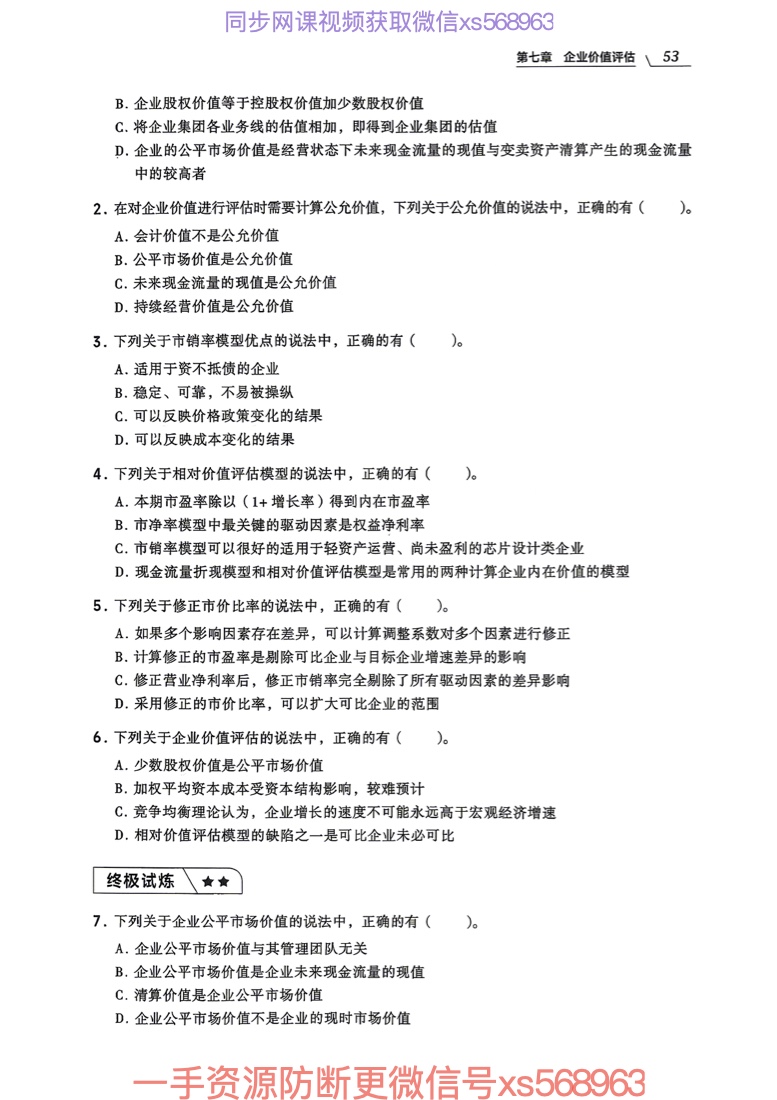 同步网课视频获取微信xs568963
第七章 企业价值评估 53
B. 企业股权价值等于控股权价值加少数股权价值
C. 将企业集团各业务线的估值相加，即得到企业集团的估值
D. 企业的公平市场价值是经营状态下未来现金流量的现值与变卖资产清算产生的现金流量
中的较高者
2. 在对企业价值进行评估时需要计算公允价值，下列关于公允价值的说法中，正确的有（ ）。
A. 会计价值不是公允价值
B. 公平市场价值是公允价值
C. 未来现金流量的现值是公允价值
D. 持续经营价值是公允价值
3. 下列关于市销率模型优点的说法中，正确的有（ ）。
A. 适用于资不抵债的企业
B. 稳定、可靠，不易被操纵
C. 可以反映价格政策变化的结果
D. 可以反映成本变化的结果
4. 下列关于相对价值评估模型的说法中，正确的有（ ）。
A. 本期市盈率除以（1+ 增长率）得到内在市盈率
B. 市净率模型中最关键的驱动因素是权益净利率
C. 市销率模型可以很好的适用于轻资产运营、尚未盈利的芯片设计类企业
D. 现金流量折现模型和相对价值评估模型是常用的两种计算企业内在价值的模型
5. 下列关于修正市价比率的说法中，正确的有（ ）。
A. 如果多个影响因素存在差异，可以计算调整系数对多个因素进行修正
B. 计算修正的市盈率是剔除可比企业与目标企业增速差异的影响
C. 修正营业净利率后，修正市销率完全剔除了所有驱动因素的差异影响
D. 采用修正的市价比率，可以扩大可比企业的范围
6. 下列关于企业价值评估的说法中，正确的有（ ）。
A. 少数股权价值是公平市场价值
B. 加权平均资本成本受资本结构影响，较难预计
C. 竞争均衡理论认为，企业增长的速度不可能永远高于宏观经济增速
D. 相对价值评估模型的缺陷之一是可比企业未必可比
终极试炼 ★★
7. 下列关于企业公平市场价值的说法中，正确的有（ ）。
A. 企业公平市场价值与其管理团队无关
B. 企业公平市场价值是企业未来现金流量的现值
C. 清算价值是企业公平市场价值
D. 企业公平市场价值不是企业的现时市场价值
一手资源防断更微信号xs568963